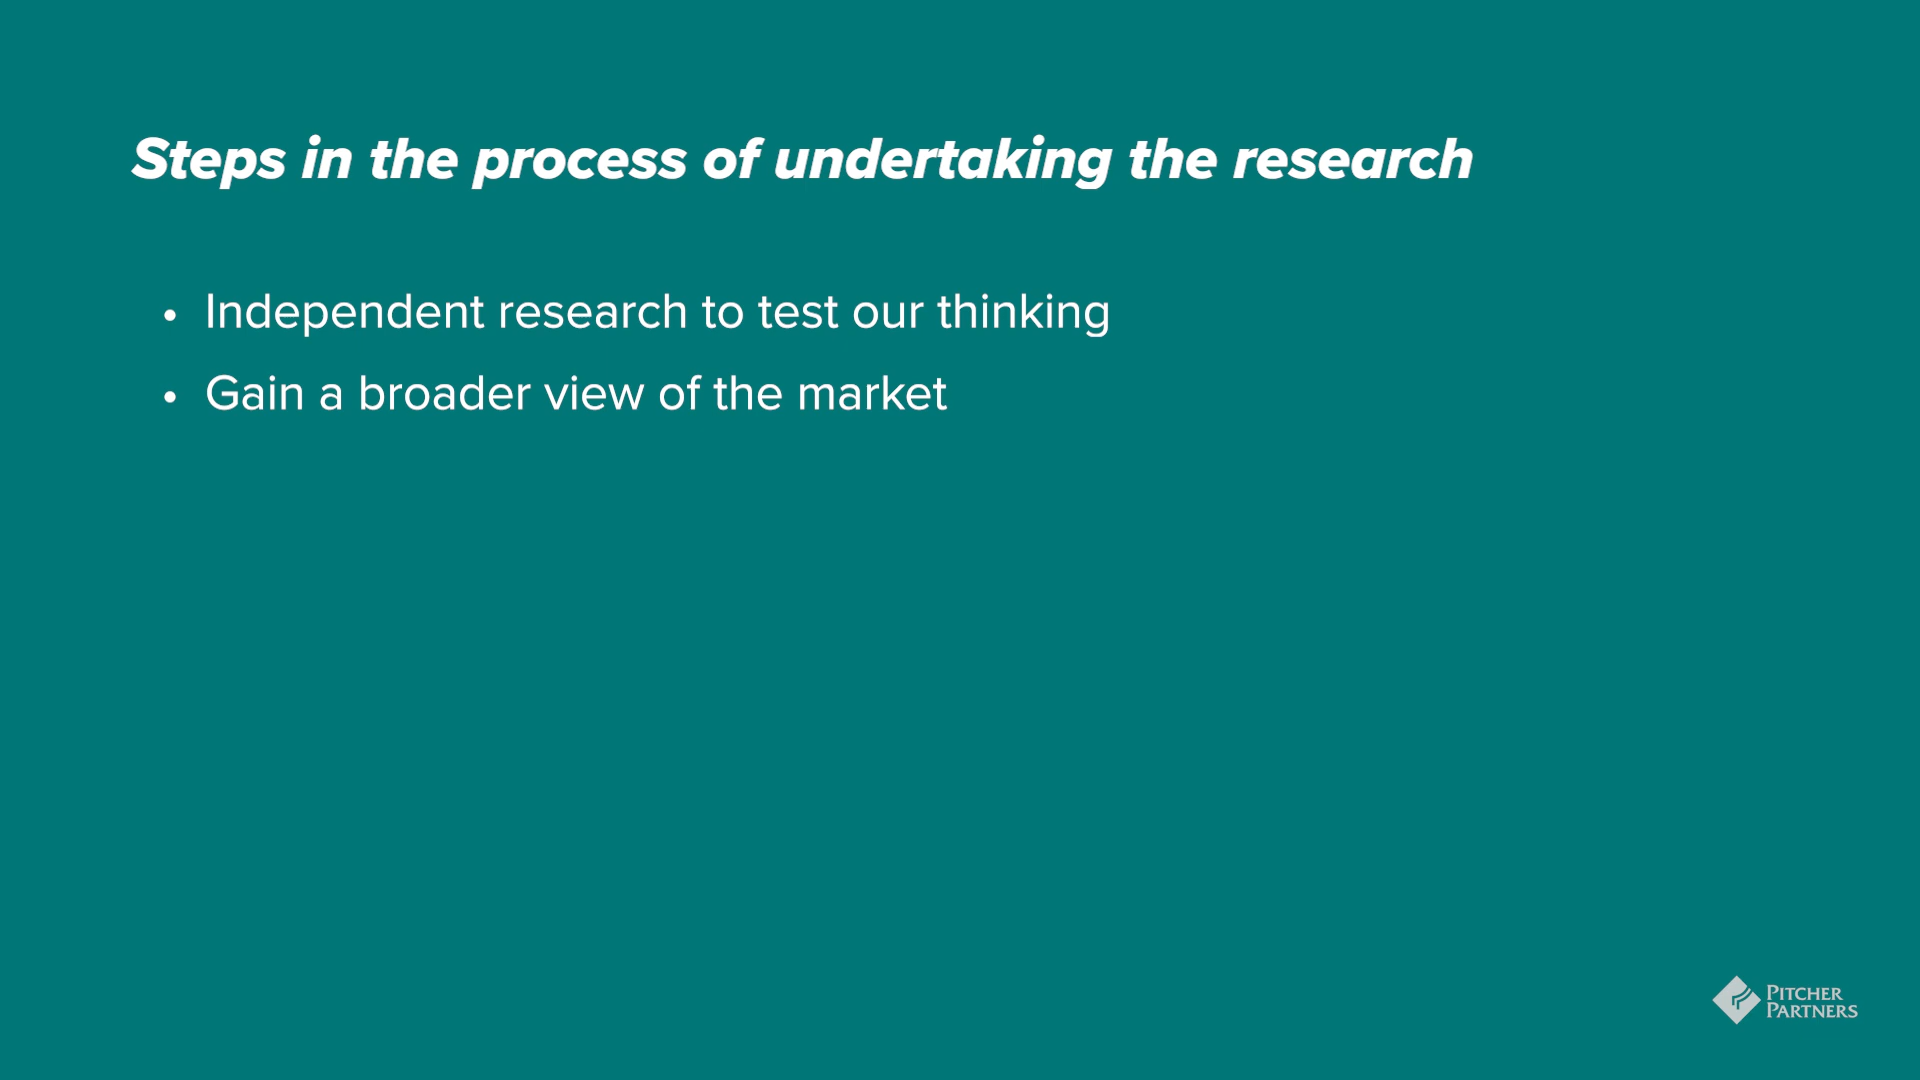 Steps in the process of undertaking the research
• Independent research to test our thinking
• Gain a broader view of the market
PITCHER
PARTNERS